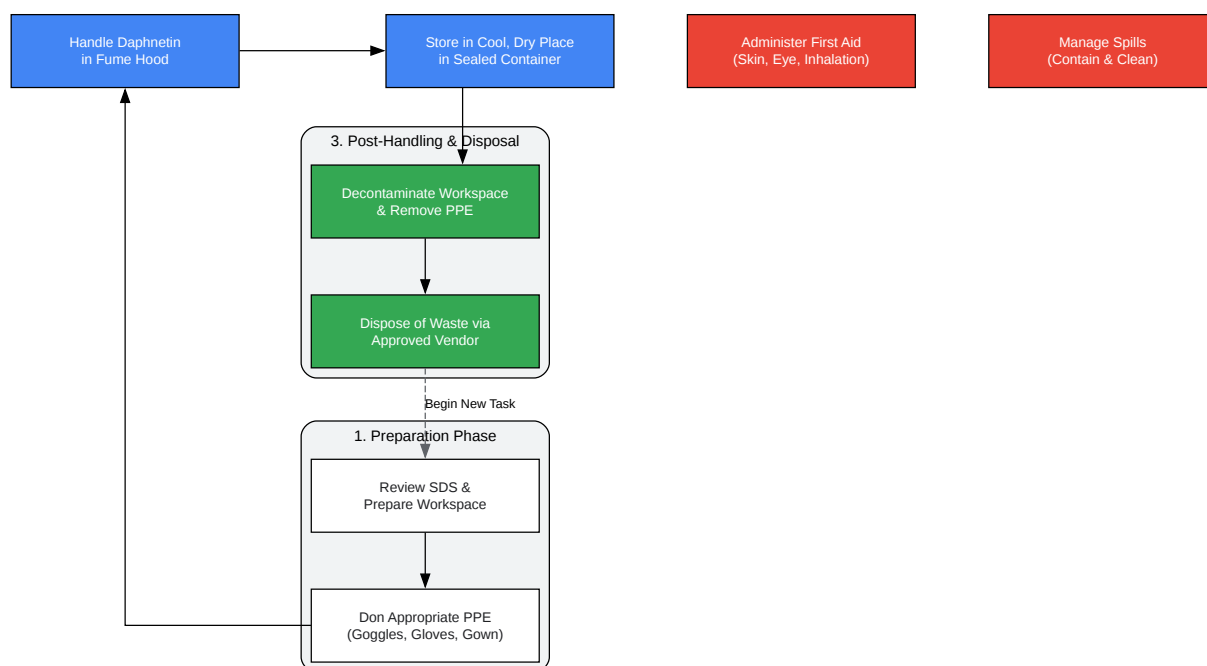 Handle Daphnetin
in Fume Hood
Store in Cool, Dry Place
in Sealed Container
Administer First Aid
(Skin, Eye, Inhalation)
Manage Spills
(Contain & Clean)
3. Post-Handling & Disposal
Decontaminate Workspace
& Remove PPE
Dispose of Waste via
Approved Vendor
Begin New Task
1. Preparation Phase
Review SDS &
Prepare Workspace
Don Appropriate PPE
(Goggles, Gloves, Gown)